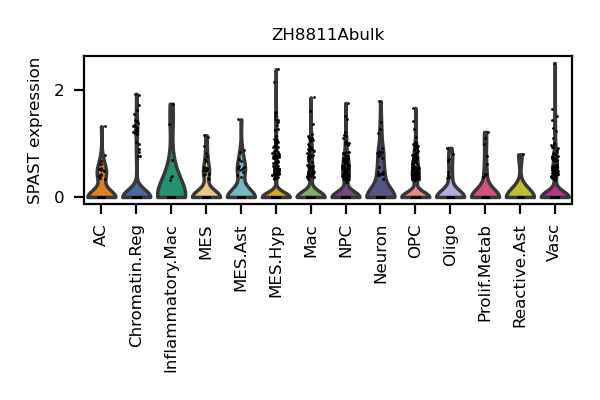 ZH8811Abulk
SPAST expression
2
0
AC
Chromatin.Reg
Inflammatory.Mac
MES
MES.Ast
MES.Hyp
Mac
NPC
Neuron
OPC
Oligo
Prolif.Metab
Reactive.Ast
Vasc